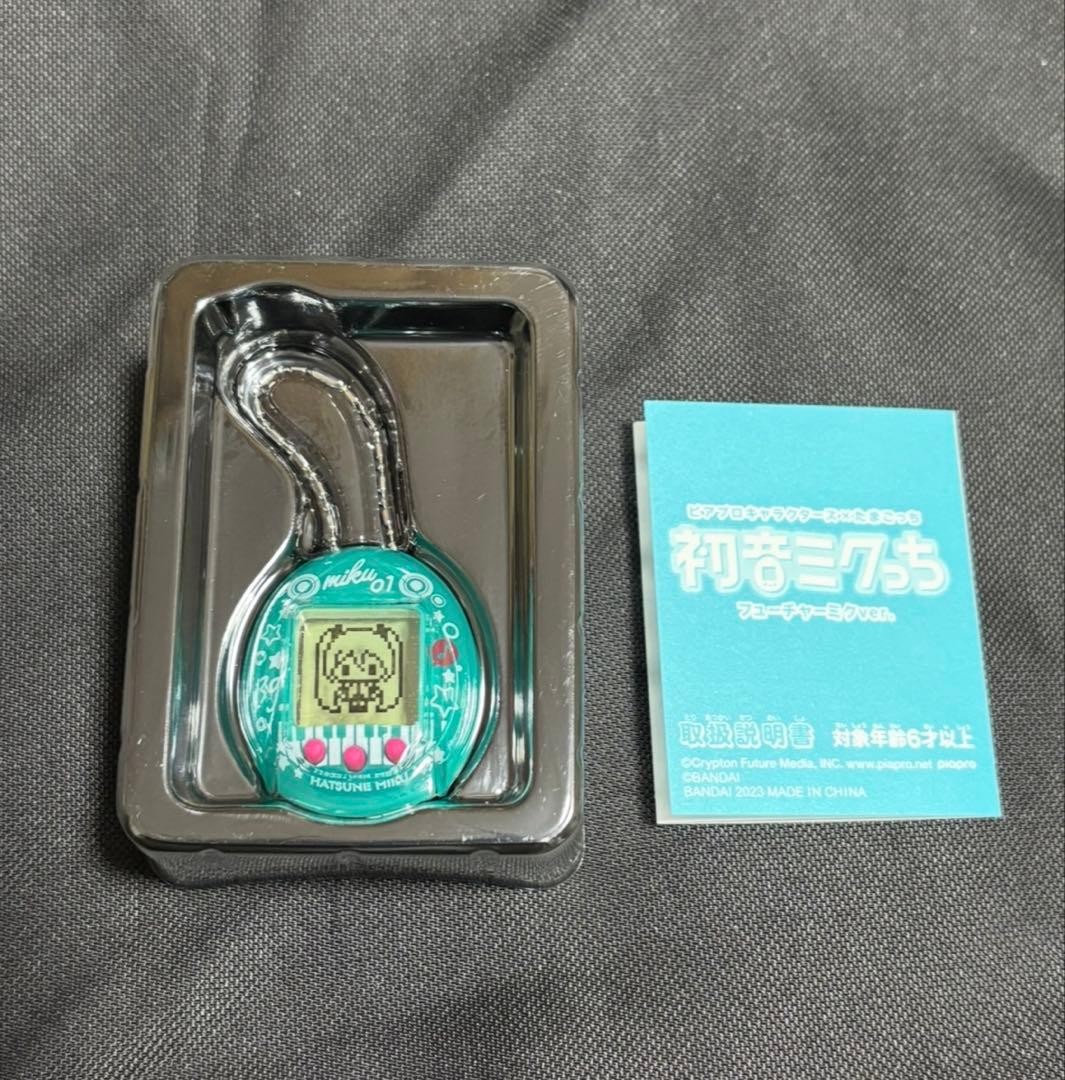 miku
01
HATSUNE MIKU
ピアプロキャラクターズ×たまごっち
初音ミクっち
フューチャーミクver.
取扱説明書 対象年齢6才以上
©Crypton Future Media, INC. www.piapro.net piapro
©BANDAI
BANDAI 2023 MADE IN CHINA